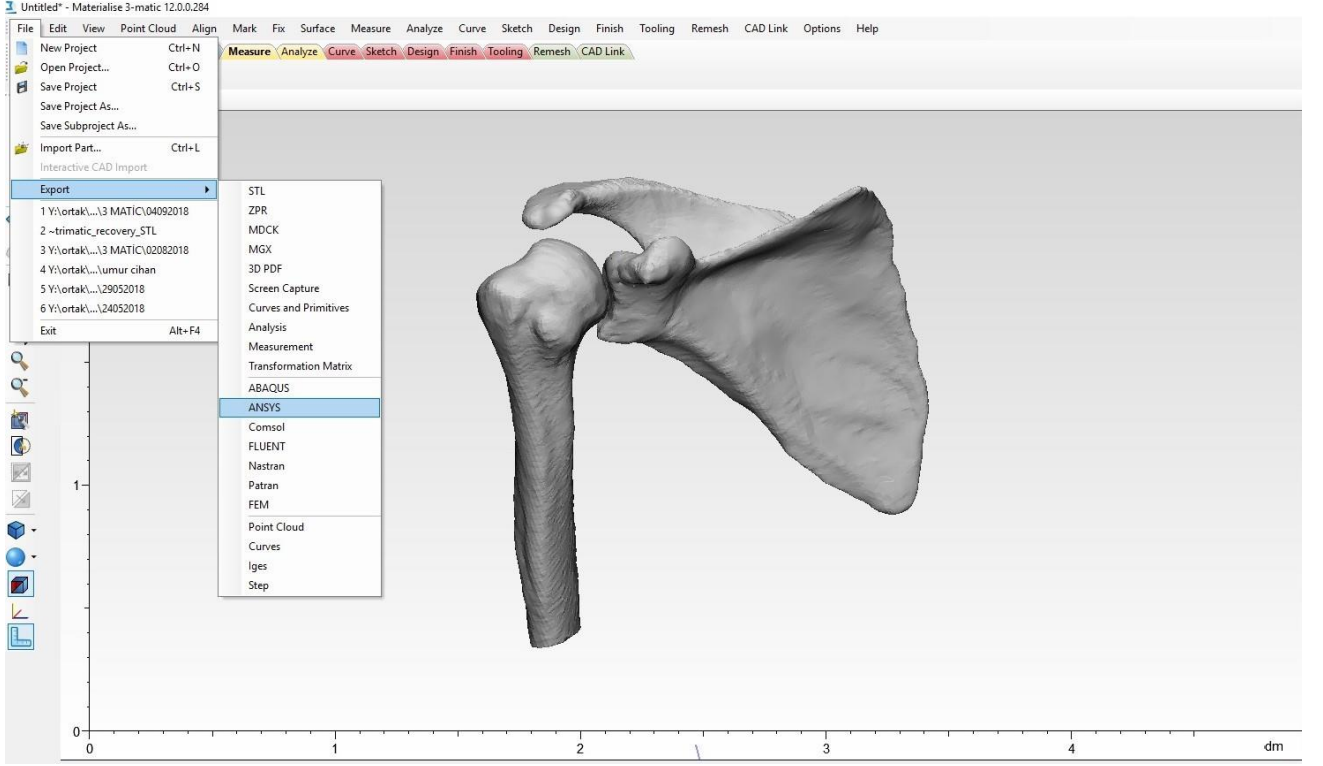 Untitled* - Materialise 3-matic 12.0.0.284
File Edit View Point Cloud Align Mark Fix Surface Measure Analyze Curve Sketch Design Finish Tooling Remesh CAD Link Options Help
Measure Analyze Curve Sketch Design Finish Tooling Remesh CAD Link
New Project Ctrl+N
Open Project... Ctrl+O
Save Project Ctrl+S
Save Project As...
Save Subproject As...
Import Part... Ctrl+L
Interactive CAD Import
Export
1 Y:\ortak\...\3 MATİC\04092018
2 ~trimatic_recovery_STL
3 Y:\ortak\...\3 MATİC\02082018
4 Y:\ortak\...\umur cihan
5 Y:\ortak\...\29052018
6 Y:\ortak\...\24052018
Exit Alt+F4
STL
ZPR
MDCK
MGX
3D PDF
Screen Capture
Curves and Primitives
Analysis
Measurement
Transformation Matrix
ABAQUS
ANSYS
Comsol
FLUENT
Nastran
Patran
FEM
Point Cloud
Curves
Iges
Step
1
0
0 1 2 3 4 dm